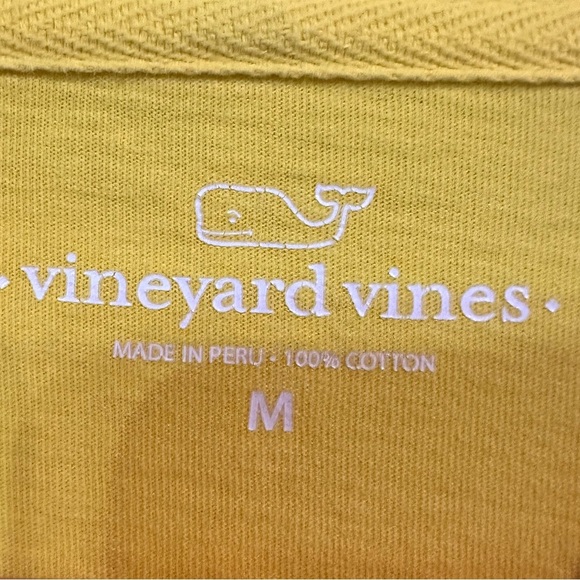 · vineyard vines ·
MADE IN PERU · 100% COTTON
M